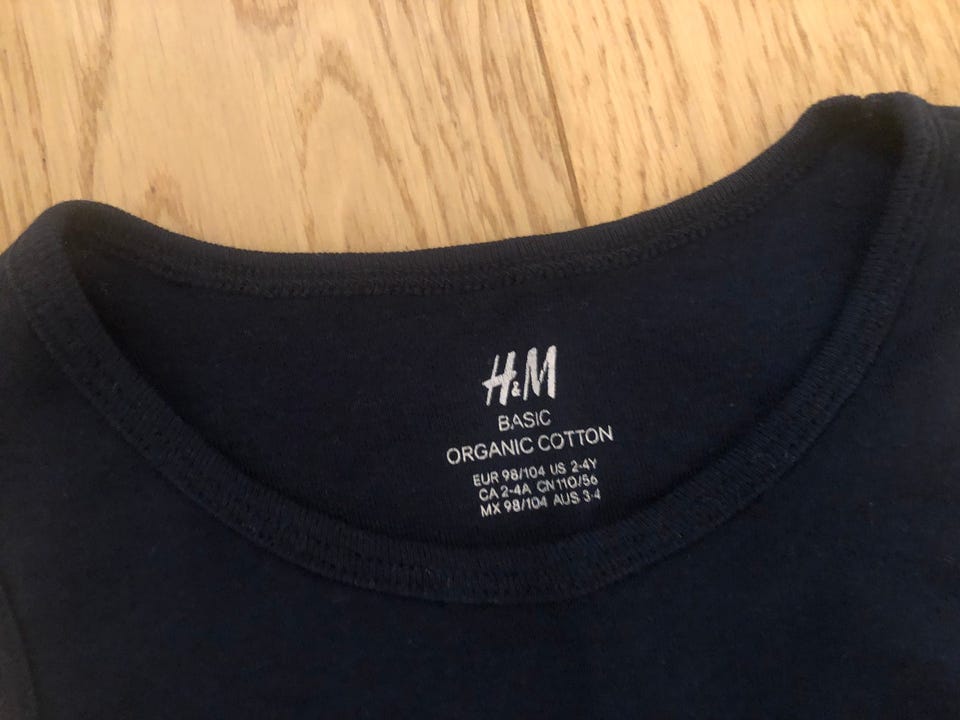 H&M
BASIC
ORGANIC COTTON
EUR 98/104 US 2-4Y
CA 2-4A CN 110/56
MX 98/104 AUS 3-4